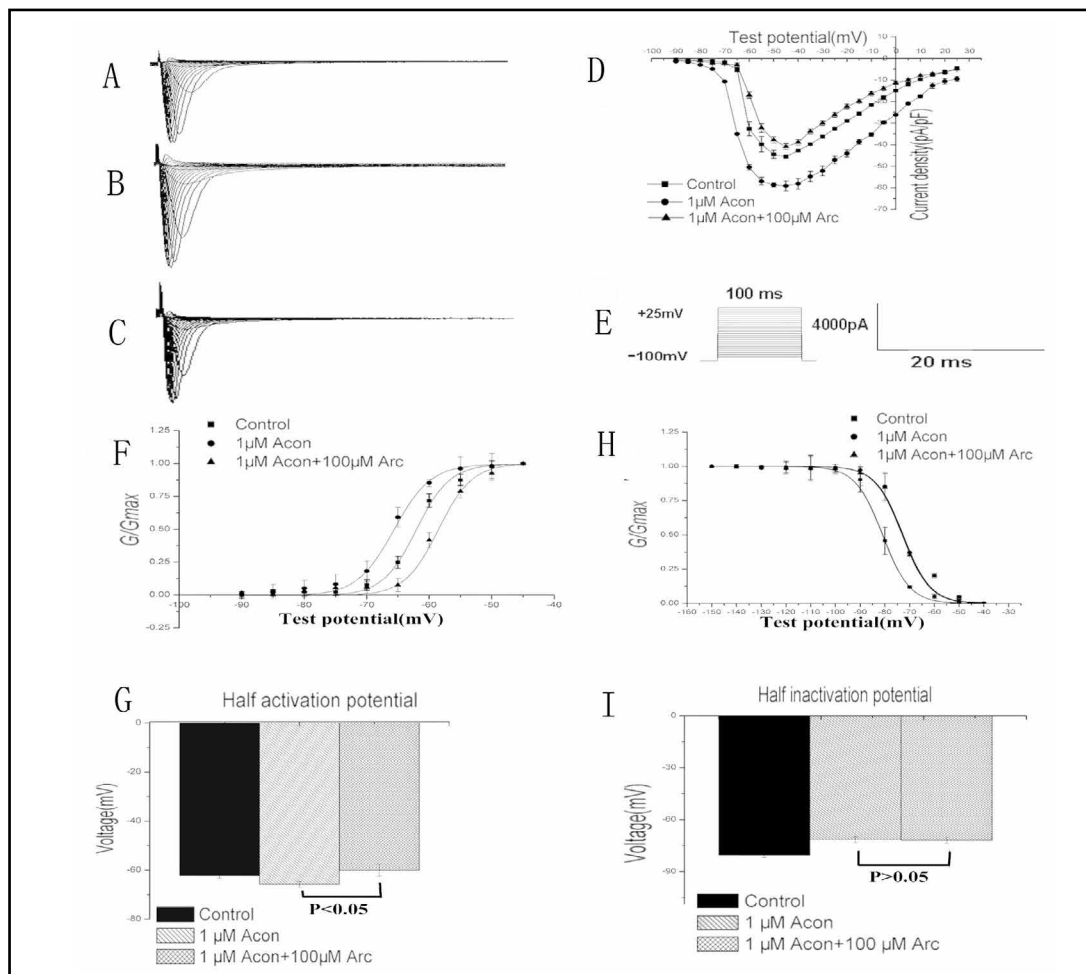 A
B
C
D
Test potential(mV)
-100 -90 -80 -70 -60 -50 -40 -30 -20 -10 0 10 20 30
10
0
-10
-20
-30
-40
-50
-60
-70
Current density(pA/pF)
Control
1μM Acon
1μM Acon+100μM Arc
E
100 ms
+25mV
-100mV
4000pA
20 ms
F
Control
1μM Acon
1μM Acon+100μM Arc
1.25
1.00
0.75
0.50
0.25
0.00
-0.25
G/Gmax
-100 -90 -80 -70 -60 -50 -40
Test potential(mV)
H
Control
1μM Acon
1μM Acon+100μM Arc
1.25
1.00
0.75
0.50
0.25
0.00
G/Gmax
-160 -150 -140 -130 -120 -110 -100 -90 -80 -70 -60 -50 -40 -30
Test potential(mV)
G
Half activation potential
0
-20
-40
-60
-80
Voltage(mV)
P<0.05
Control
1 μM Acon
1 μM Acon+100μM Arc
I
Half inactivation potential
0
-30
-60
-90
Voltage(mV)
P>0.05
Control
1 μM Acon
1 μM Acon+100 μM Arc